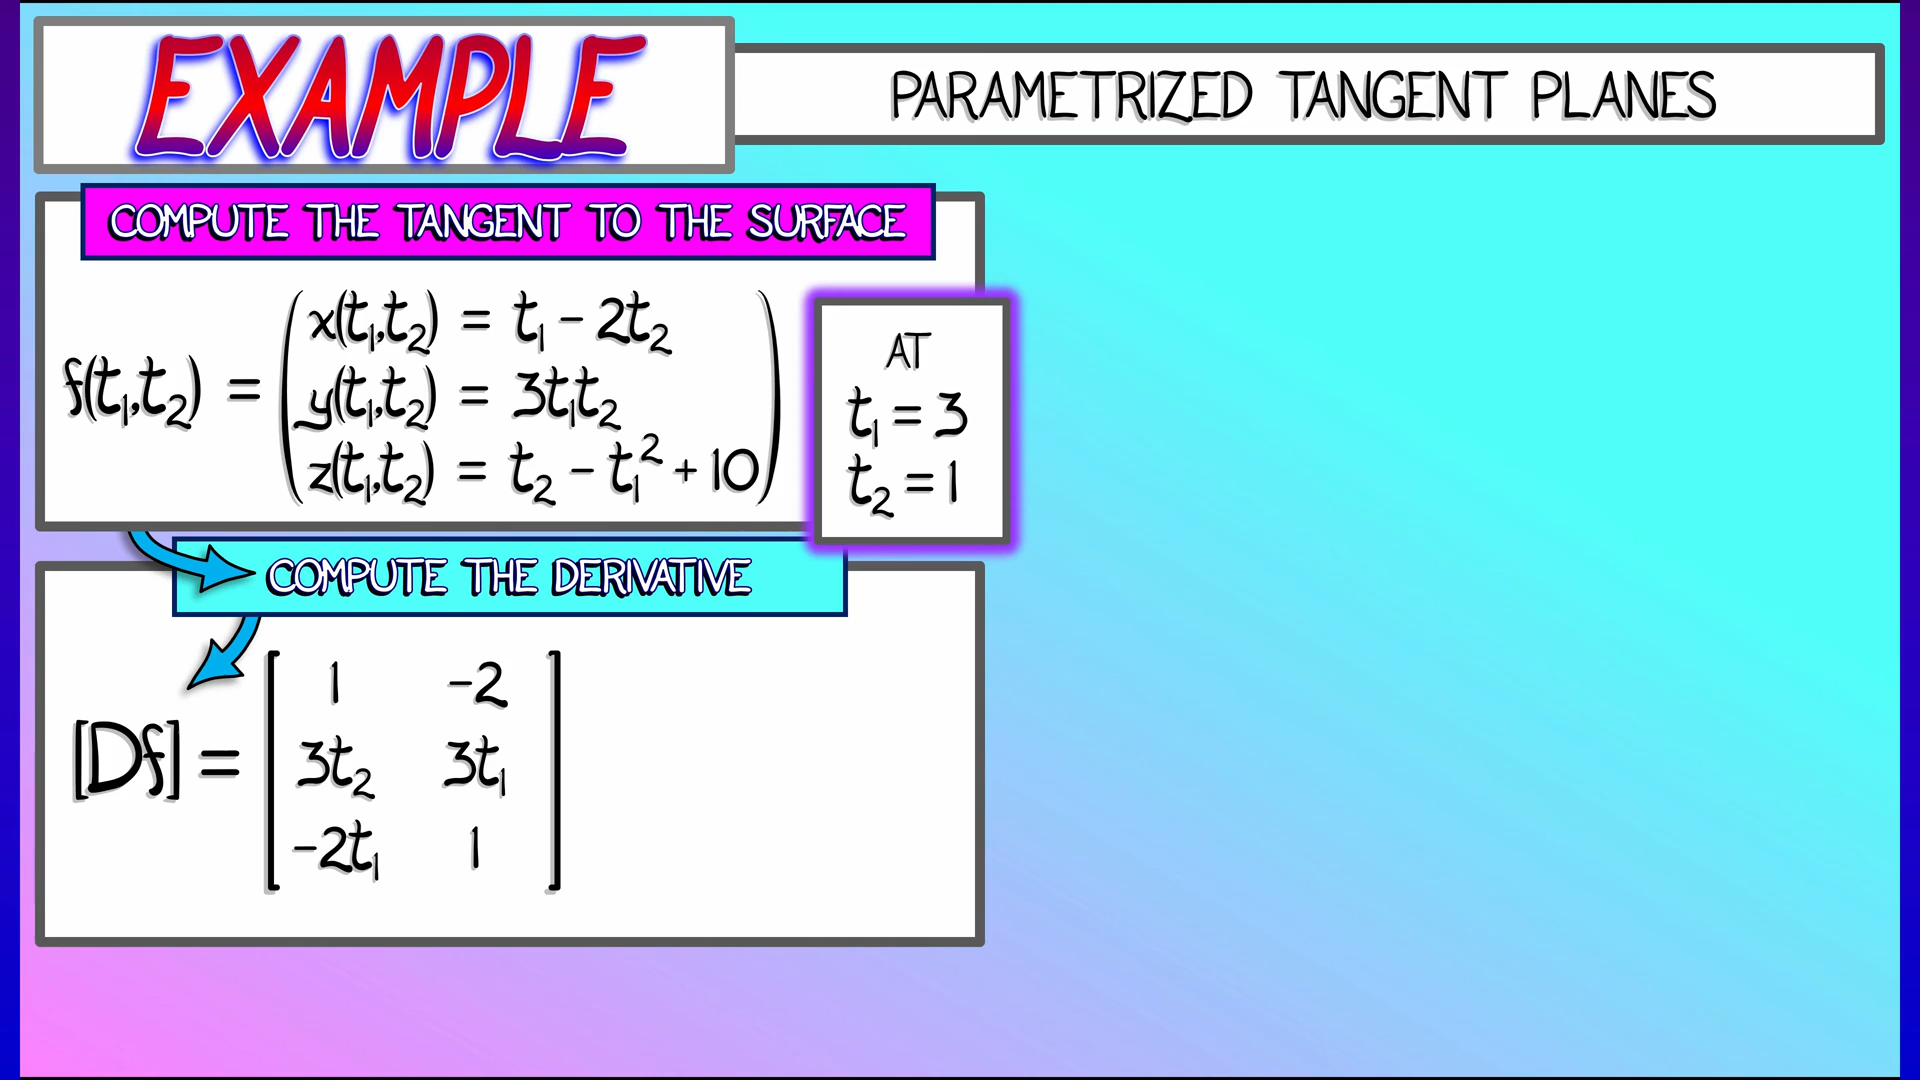 EXAMPLE
PARAMETRIZED TANGENT PLANES
COMPUTE THE TANGENT TO THE SURFACE
f(t₁,t₂) =
x(t₁,t₂) = t₁ - 2t₂
y(t₁,t₂) = 3t₁t₂
z(t₁,t₂) = t₂ - t₁² + 10
AT
t₁ = 3
t₂ = 1
COMPUTE THE DERIVATIVE
[Df] =
1 -2
3t₂ 3t₁
-2t₁ 1